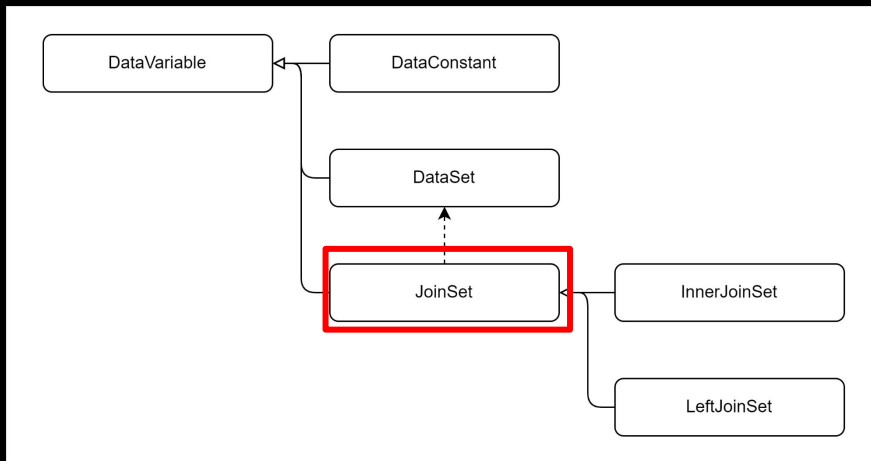 DataVariable
DataConstant
DataSet
JoinSet
InnerJoinSet
LeftJoinSet